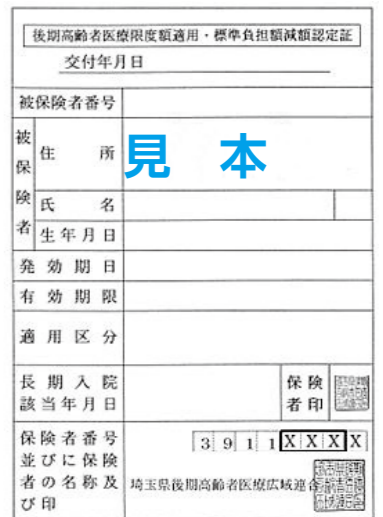 後期高齢者医療限度額適用・標準負担額減額認定証
交付年月日
被保険者番号
被保険者
住所
見本
氏名
生年月日
発効期日
有効期限
適用区分
長期入院
該当年月日
保険
者印
保険者番号
並びに保険
者の名称及
び印
3911XXXX
埼玉県後期高齢者医療広域連合